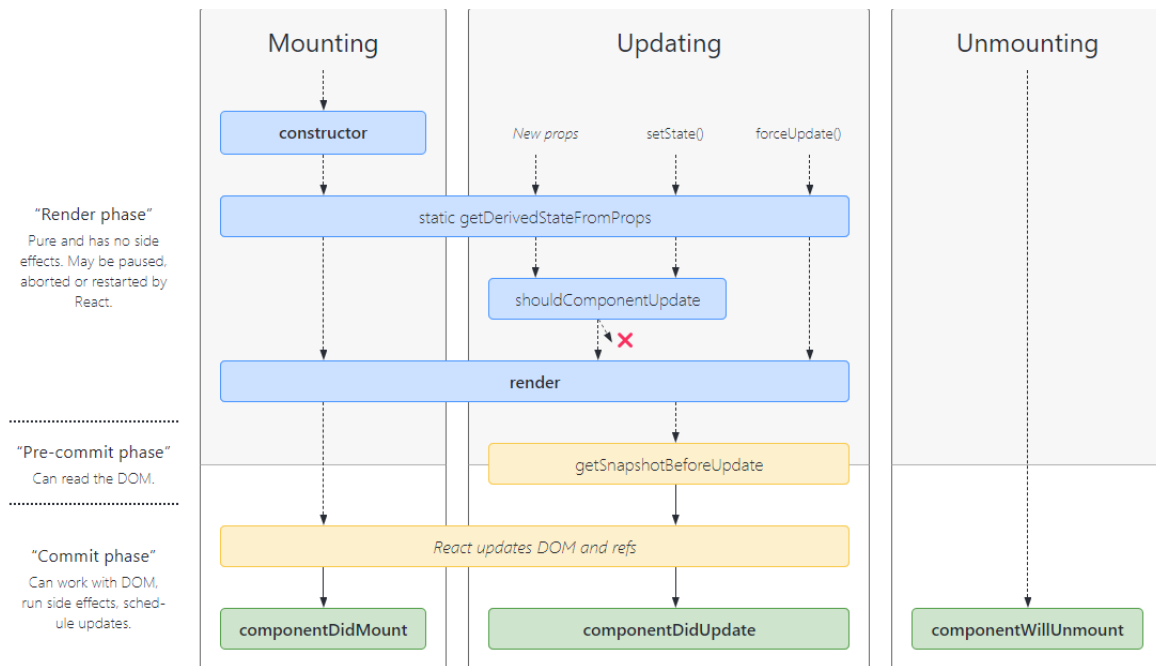 Mounting
Updating
Unmounting
constructor
New props
setState()
forceUpdate()
"Render phase"
Pure and has no side
effects. May be paused,
aborted or restarted by
React.
static getDerivedStateFromProps
shouldComponentUpdate
render
"Pre-commit phase"
Can read the DOM.
getSnapshotBeforeUpdate
"Commit phase"
Can work with DOM,
run side effects, sched-
ule updates.
React updates DOM and refs
componentDidMount
componentDidUpdate
componentWillUnmount